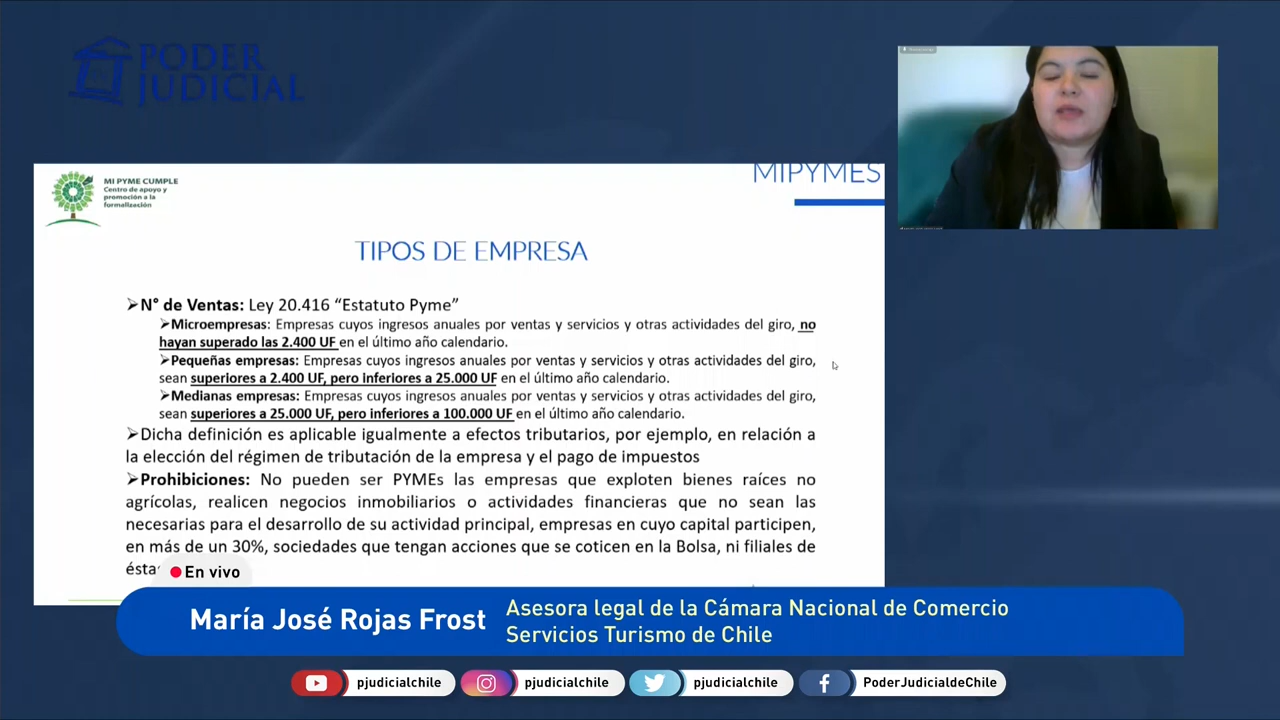 PODER
JUDICIAL
MI PYME CUMPLE
Centro de apoyo y
promoción a la
formalización
MIPYMES
TIPOS DE EMPRESA
➢N° de Ventas: Ley 20.416 “Estatuto Pyme”
➢Microempresas: Empresas cuyos ingresos anuales por ventas y servicios y otras actividades del giro, no
hayan superado las 2.400 UF en el último año calendario.
➢Pequeñas empresas: Empresas cuyos ingresos anuales por ventas y servicios y otras actividades del giro,
sean superiores a 2.400 UF, pero inferiores a 25.000 UF en el último año calendario.
➢Medianas empresas: Empresas cuyos ingresos anuales por ventas y servicios y otras actividades del giro,
sean superiores a 25.000 UF, pero inferiores a 100.000 UF en el último año calendario.
➢Dicha definición es aplicable igualmente a efectos tributarios, por ejemplo, en relación a
la elección del régimen de tributación de la empresa y el pago de impuestos
➢Prohibiciones: No pueden ser PYMEs las empresas que exploten bienes raíces no
agrícolas, realicen negocios inmobiliarios o actividades financieras que no sean las
necesarias para el desarrollo de su actividad principal, empresas en cuyo capital participen,
en más de un 30%, sociedades que tengan acciones que se coticen en la Bolsa, ni filiales de
En vivo
María José Rojas Frost
Asesora legal de la Cámara Nacional de Comercio
Servicios Turismo de Chile
pjudicialchile
pjudicialchile
pjudicialchile
PoderJudicialdeChile